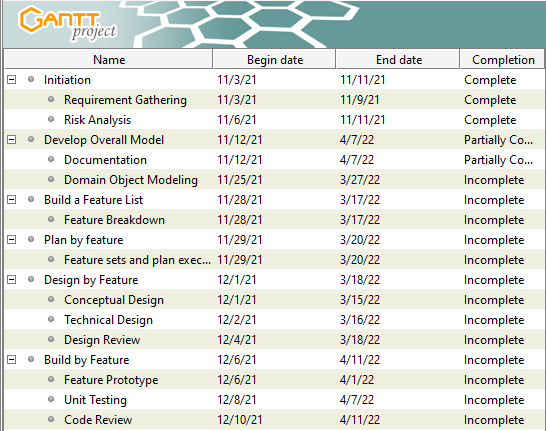 GANTT
project
Name Begin date End date Completion
Initiation 11/3/21 11/11/21 Complete
Requirement Gathering 11/3/21 11/9/21 Complete
Risk Analysis 11/6/21 11/11/21 Complete
Develop Overall Model 11/12/21 4/7/22 Partially Co...
Documentation 11/12/21 4/7/22 Partially Co...
Domain Object Modeling 11/25/21 3/27/22 Incomplete
Build a Feature List 11/28/21 3/17/22 Incomplete
Feature Breakdown 11/28/21 3/17/22 Incomplete
Plan by feature 11/29/21 3/20/22 Incomplete
Feature sets and plan exec... 11/29/21 3/20/22 Incomplete
Design by Feature 12/1/21 3/18/22 Incomplete
Conceptual Design 12/1/21 3/15/22 Incomplete
Technical Design 12/2/21 3/16/22 Incomplete
Design Review 12/4/21 3/18/22 Incomplete
Build by Feature 12/6/21 4/11/22 Incomplete
Feature Prototype 12/6/21 4/1/22 Incomplete
Unit Testing 12/8/21 4/7/22 Incomplete
Code Review 12/10/21 4/11/22 Incomplete